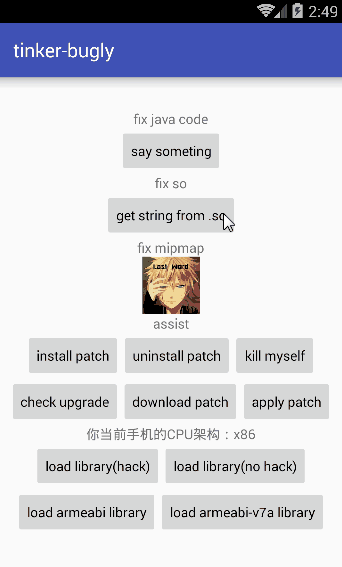 2:49
tinker-bugly
fix java code
say someting
fix so
get string from .so
fix mipmap
Last Word
assist
install patch uninstall patch kill myself
check upgrade download patch apply patch
你当前手机的CPU架构：x86
load library(hack) load library(no hack)
load armeabi library load armeabi-v7a library